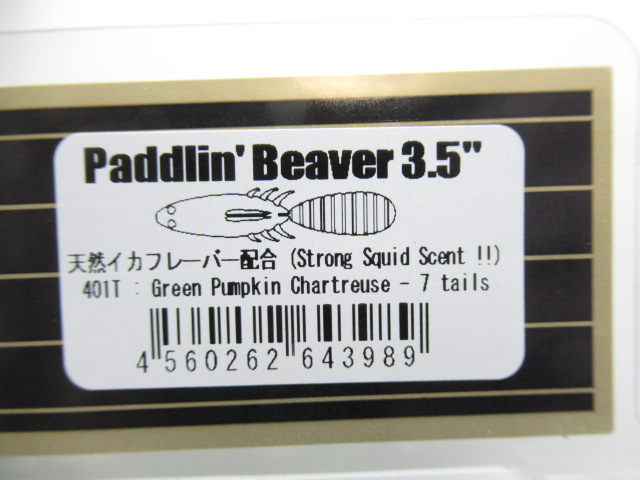 Paddlin' Beaver 3.5"
天然イカフレーバー配合 (Strong Squid Scent !!)
401T : Green Pumpkin Chartreuse - 7 tails
4 560262 643989